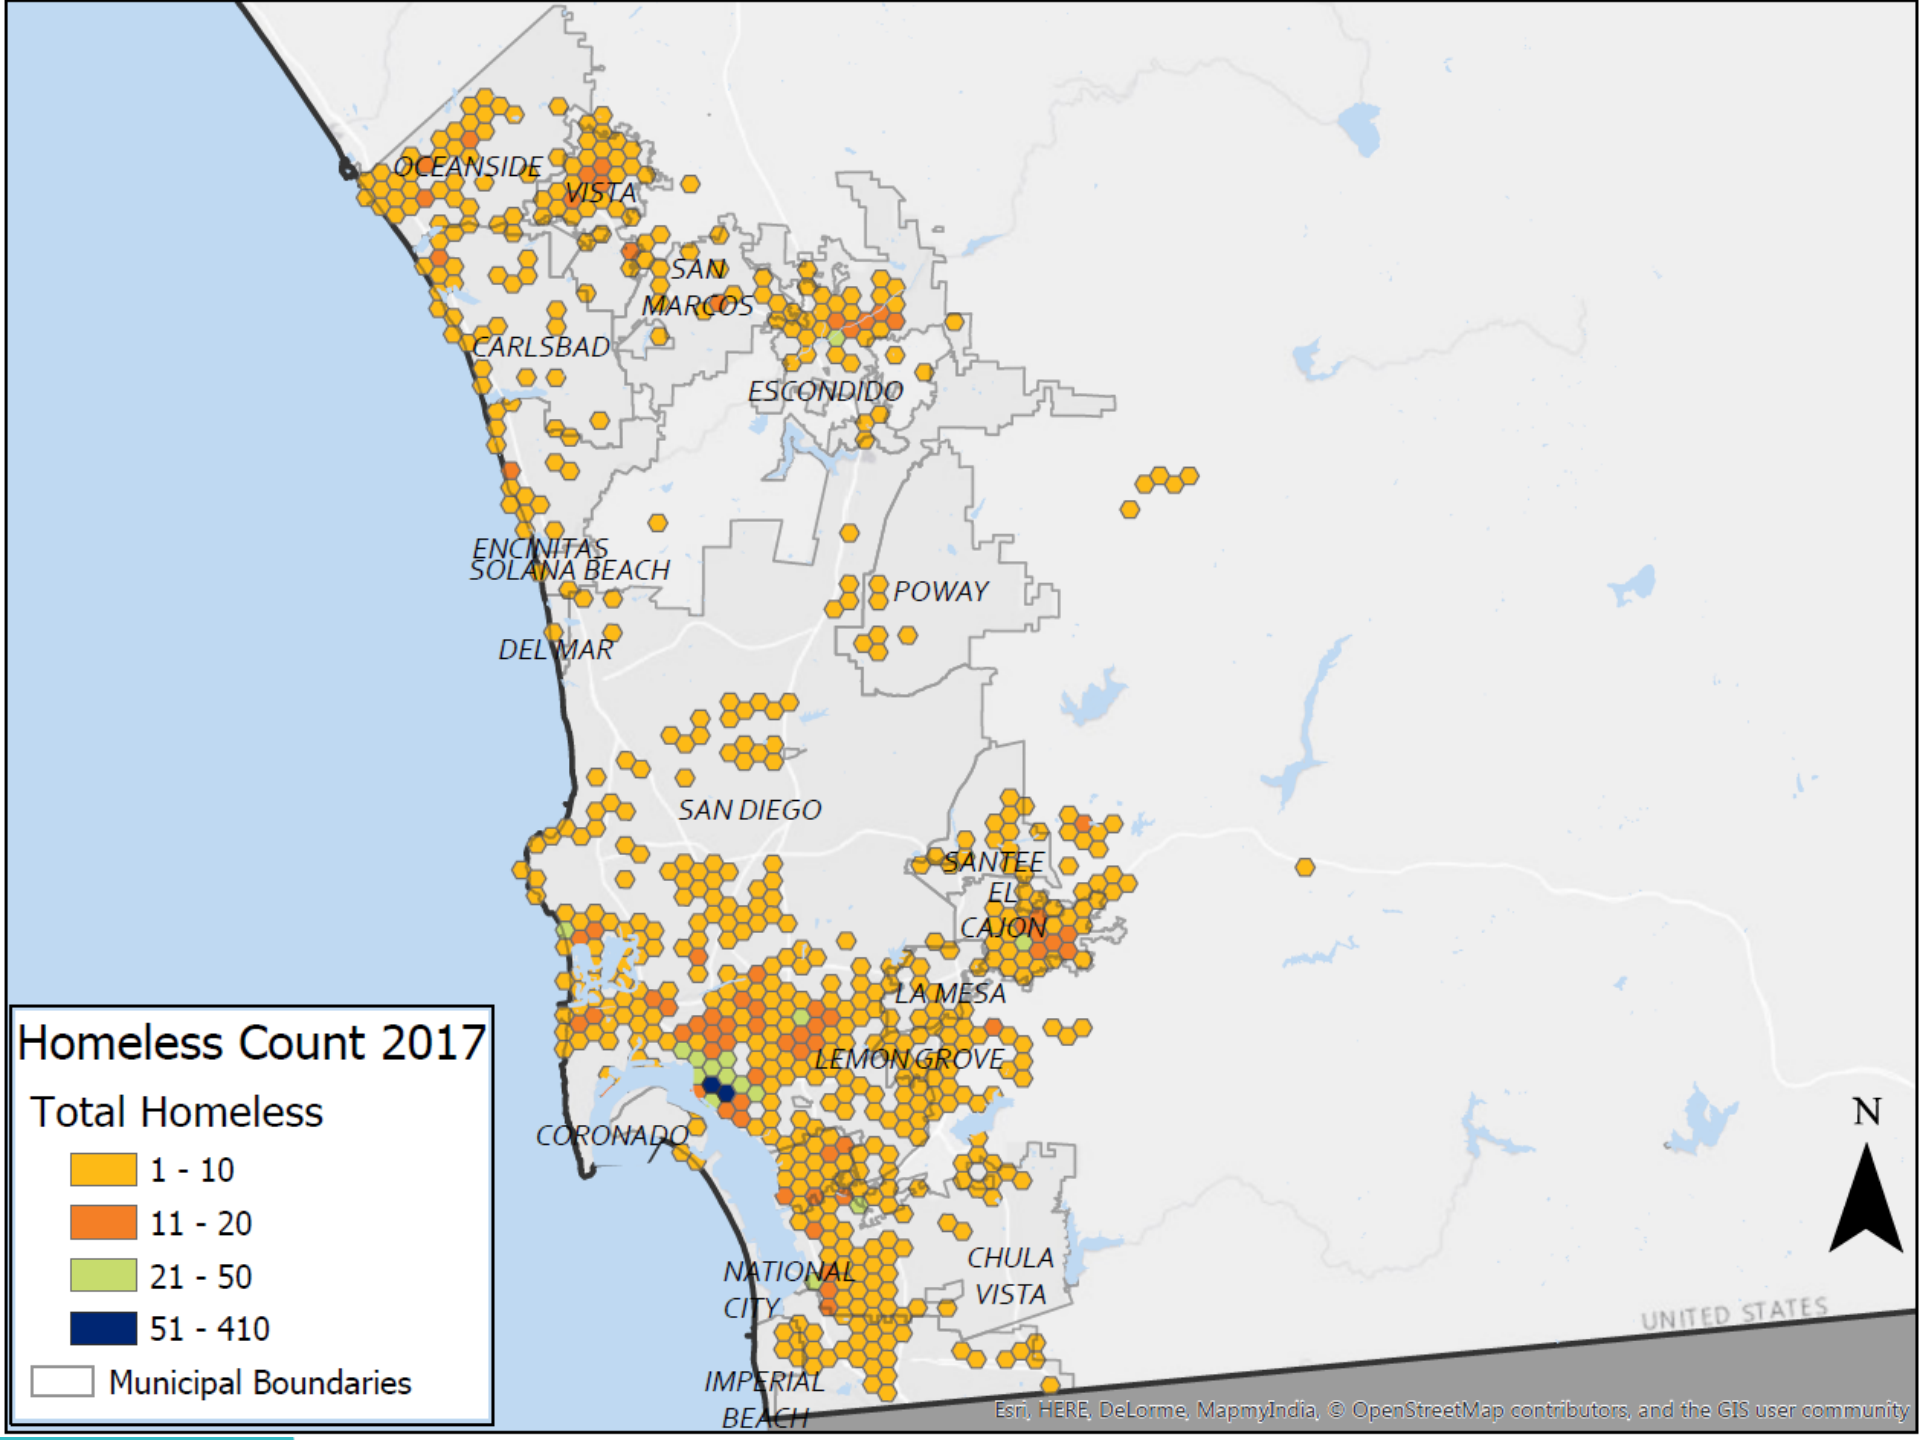 OCEANSIDE
VISTA
SAN
MARCOS
CARLSBAD
ESCONDIDO
ENCINITAS
SOLANA BEACH
POWAY
DEL MAR
SAN DIEGO
SANTEE
EL
CAJON
LA MESA
LEMON GROVE
CORONADO
NATIONAL
CITY
CHULA
VISTA
IMPERIAL
BEACH
UNITED STATES
N
Homeless Count 2017
Total Homeless
1 - 10
11 - 20
21 - 50
51 - 410
Municipal Boundaries
Esri, HERE, DeLorme, MapmyIndia, © OpenStreetMap contributors, and the GIS user community